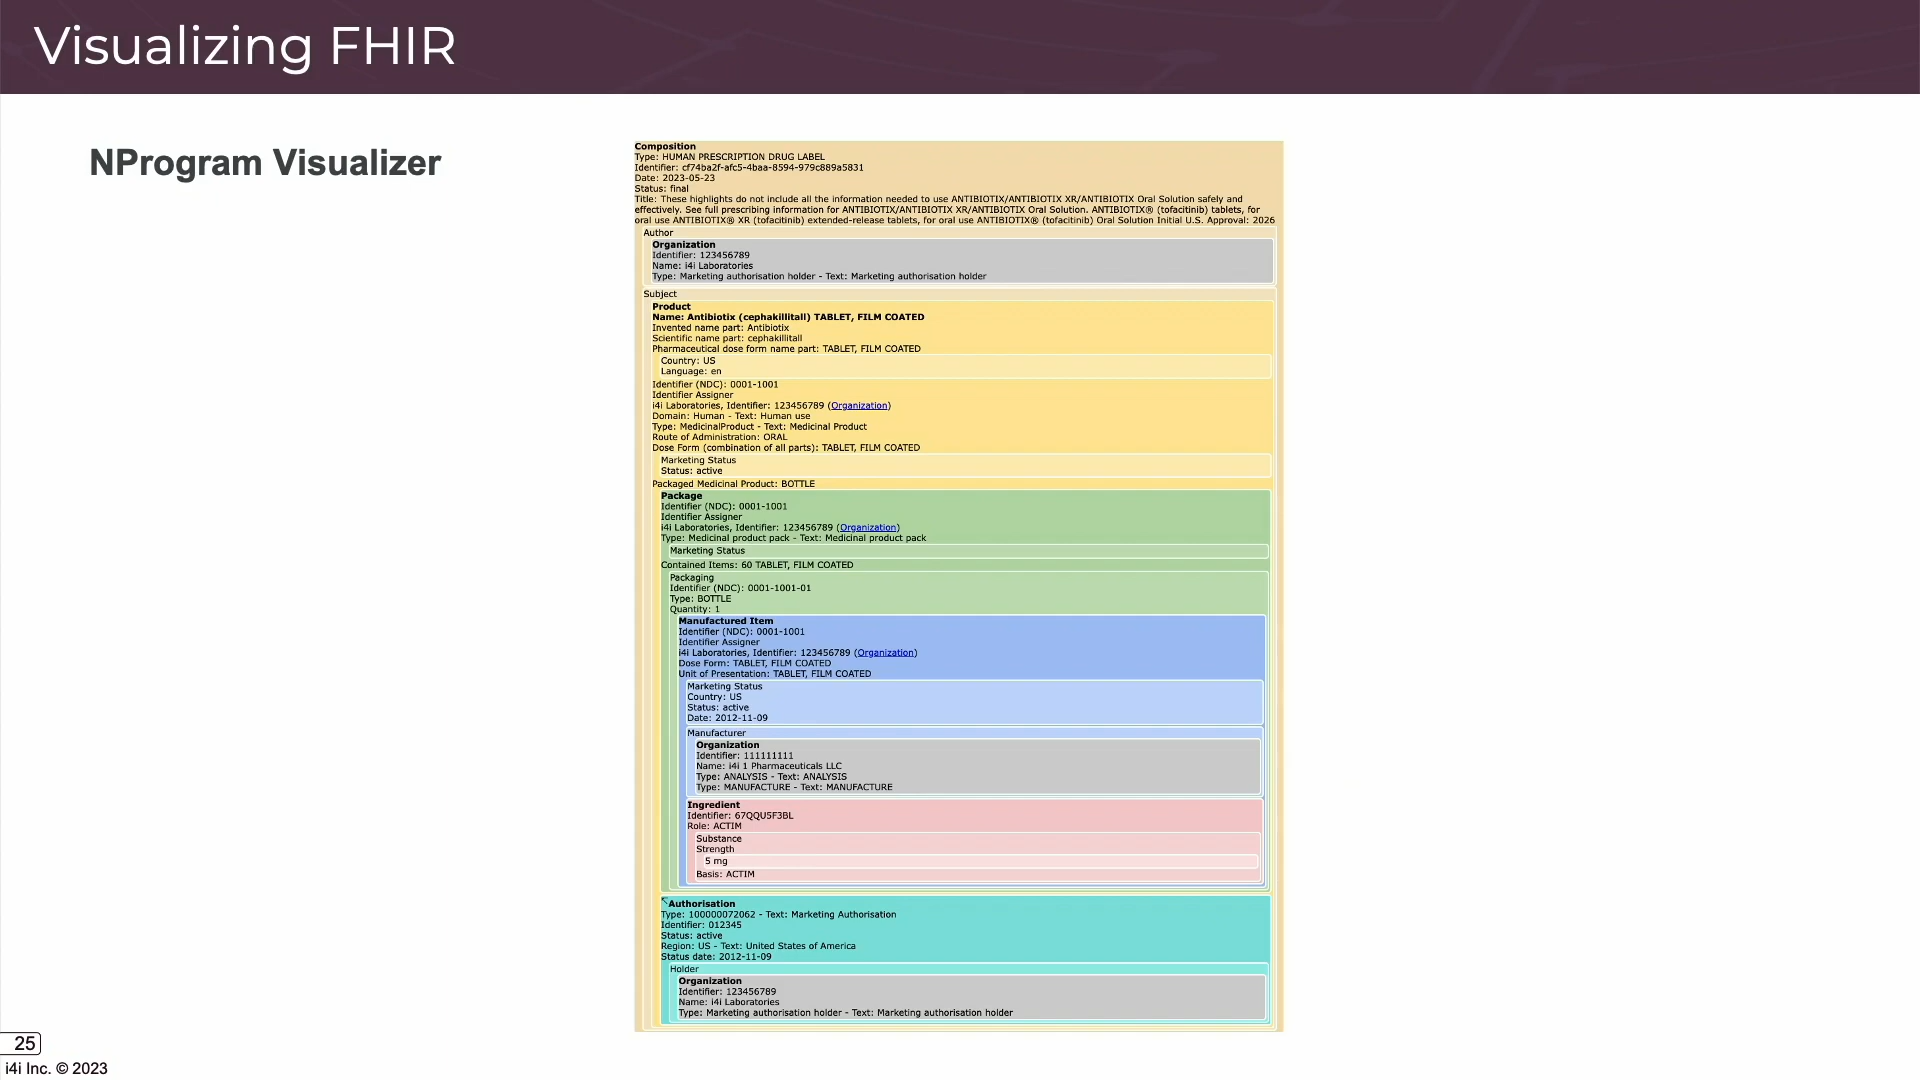 Visualizing FHIR
NProgram Visualizer
Composition
Type: HUMAN PRESCRIPTION DRUG LABEL
Identifier: cf74ba2f-afc5-4baa-8594-979c889a5831
Date: 2023-05-23
Status: final
Title: These highlights do not include all the information needed to use ANTIBIOTIX/ANTIBIOTIX XR/ANTIBIOTIX Oral Solution safely and
effectively. See full prescribing information for ANTIBIOTIX/ANTIBIOTIX XR/ANTIBIOTIX Oral Solution. ANTIBIOTIX® (tofacitinib) tablets, for
oral use ANTIBIOTIX® XR (tofacitinib) extended-release tablets, for oral use ANTIBIOTIX® (tofacitinib) Oral Solution Initial U.S. Approval: 2026
Author
Organization
Identifier: 123456789
Name: i4i Laboratories
Type: Marketing authorisation holder - Text: Marketing authorisation holder
Subject
Product
Name: Antibiotix (cephakillitall) TABLET, FILM COATED
Invented name part: Antibiotix
Scientific name part: cephakillitall
Pharmaceutical dose form name part: TABLET, FILM COATED
Country: US
Language: en
Identifier (NDC): 0001-1001
Identifier Assigner
i4i Laboratories, Identifier: 123456789 (Organization)
Domain: Human - Text: Human use
Type: MedicinalProduct - Text: Medicinal Product
Route of Administration: ORAL
Dose Form (combination of all parts): TABLET, FILM COATED
Marketing Status
Status: active
Packaged Medicinal Product: BOTTLE
Package
Identifier (NDC): 0001-1001
Identifier Assigner
i4i Laboratories, Identifier: 123456789 (Organization)
Type: Medicinal product pack - Text: Medicinal product pack
Marketing Status
Contained Items: 60 TABLET, FILM COATED
Packaging
Identifier (NDC): 0001-1001-01
Type: BOTTLE
Quantity: 1
Manufactured Item
Identifier (NDC): 0001-1001
Identifier Assigner
i4i Laboratories, Identifier: 123456789 (Organization)
Dose Form: TABLET, FILM COATED
Unit of Presentation: TABLET, FILM COATED
Marketing Status
Country: US
Status: active
Date: 2012-11-09
Manufacturer
Organization
Identifier: 111111111
Name: i4i 1 Pharmaceuticals LLC
Type: ANALYSIS - Text: ANALYSIS
Type: MANUFACTURE - Text: MANUFACTURE
Ingredient
Identifier: 67QQU5F3BL
Role: ACTIM
Substance
Strength
5 mg
Basis: ACTIM
Authorisation
Type: 100000072062 - Text: Marketing Authorisation
Identifier: 012345
Status: active
Region: US - Text: United States of America
Status date: 2012-11-09
Holder
Organization
Identifier: 123456789
Name: i4i Laboratories
Type: Marketing authorisation holder - Text: Marketing authorisation holder
25
i4i Inc. © 2023